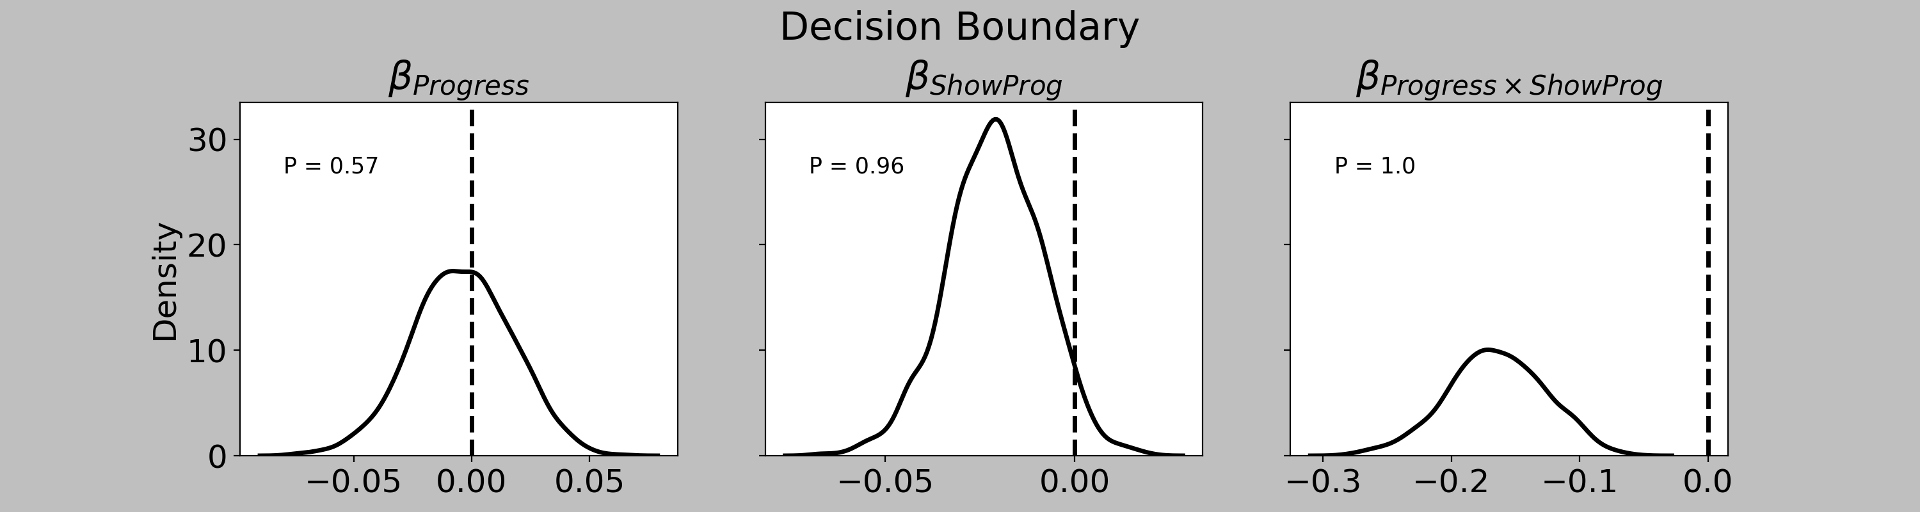 Decision Boundary
βProgress
βShowProg
βProgress × ShowProg
Density
30
20
10
0
P = 0.57
P = 0.96
P = 1.0
−0.05 0.00 0.05
−0.05 0.00
−0.3 −0.2 −0.1 0.0